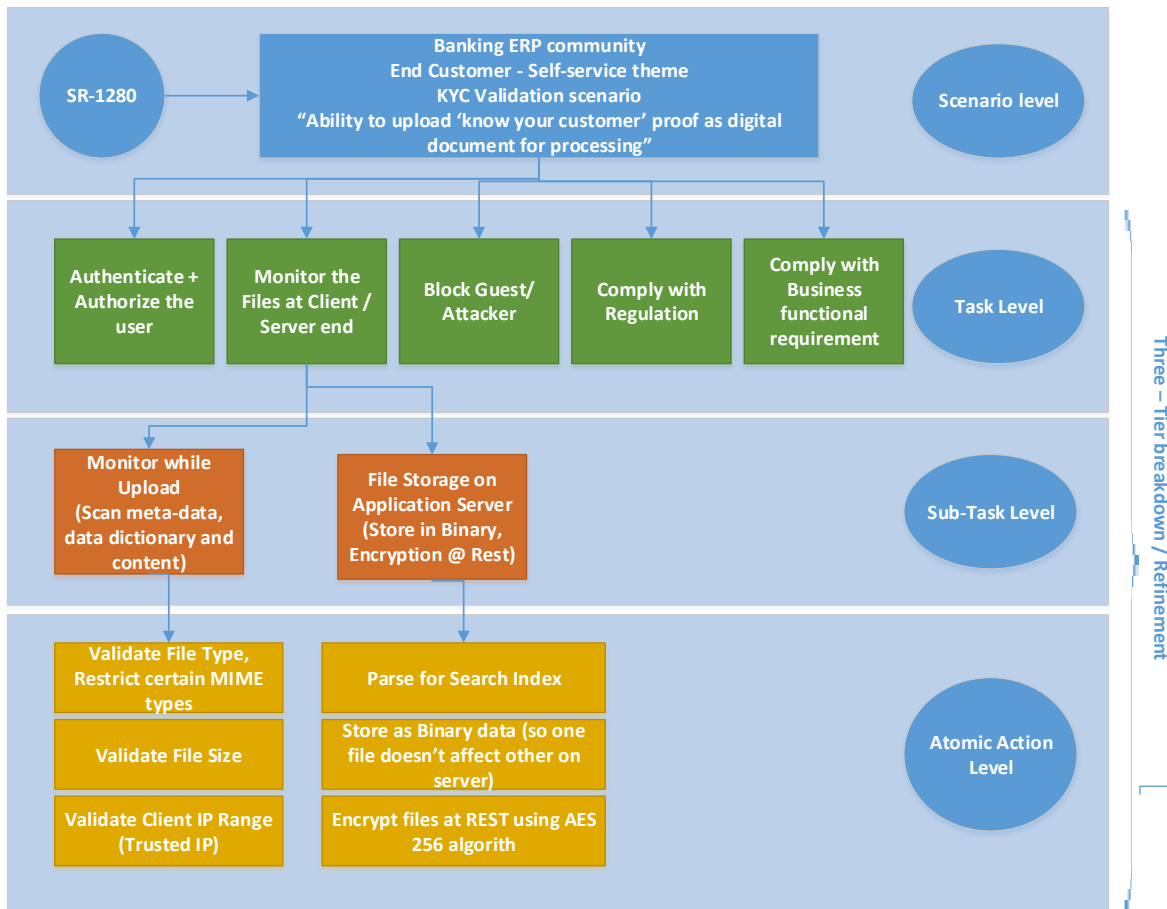 SR-1280
Banking ERP community
End Customer - Self-service theme
KYC Validation scenario
“Ability to upload ‘know your customer’ proof as digital
document for processing”
Scenario level
Authenticate +
Authorize the
user
Monitor the
Files at Client /
Server end
Block Guest/
Attacker
Comply with
Regulation
Comply with
Business
functional
requirement
Task Level
Monitor while
Upload
(Scan meta-data,
data dictionary and
content)
File Storage on
Application Server
(Store in Binary,
Encryption @ Rest)
Sub-Task Level
Validate File Type,
Restrict certain MIME
types
Validate File Size
Validate Client IP Range
(Trusted IP)
Parse for Search Index
Store as Binary data (so one
file doesn’t affect other on
server)
Encrypt files at REST using AES
256 algorith
Atomic Action
Level
Three – Tier breakdown / Refinement